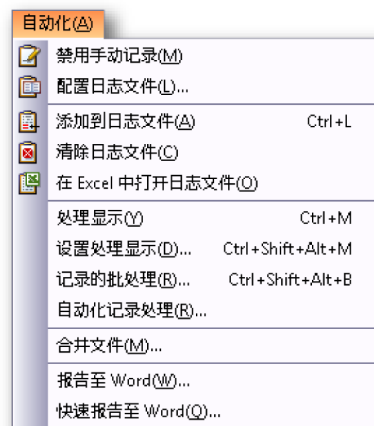 自动化(A)
禁用手动记录(M)
配置日志文件(L)...
添加到日志文件(A) Ctrl+L
清除日志文件(C)
在 Excel 中打开日志文件(O)
处理显示(Y) Ctrl+M
设置处理显示(D)... Ctrl+Shift+Alt+M
记录的批处理(R)... Ctrl+Shift+Alt+B
自动化记录处理(R)...
合并文件(M)...
报告至 Word(W)...
快速报告至 Word(Q)...